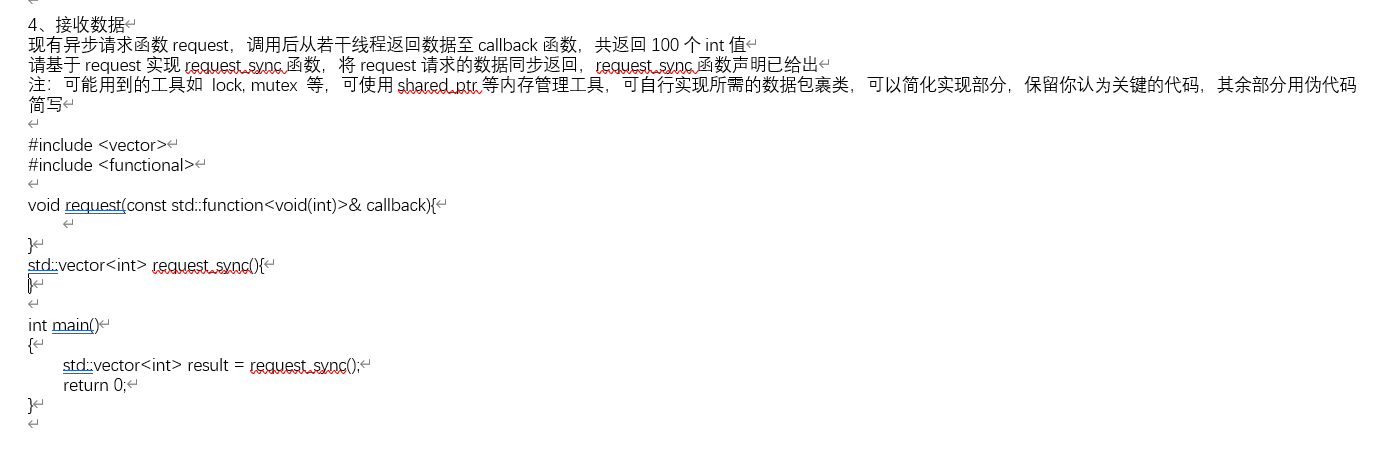 4、接收数据
现有异步请求函数 request，调用后从若干线程返回数据至 callback 函数，共返回 100 个 int 值
请基于 request 实现 request_sync 函数，将 request 请求的数据同步返回，request_sync 函数声明已给出
注：可能用到的工具如 lock, mutex 等，可使用 shared_ptr 等内存管理工具，可自行实现所需的数据包裹类，可以简化实现部分，保留你认为关键的代码，其余部分用伪代码
简写
#include <vector>
#include <functional>
void request(const std::function<void(int)>& callback){
}
std::vector<int> request_sync(){
}
int main()
{
std::vector<int> result = request_sync();
return 0;
}